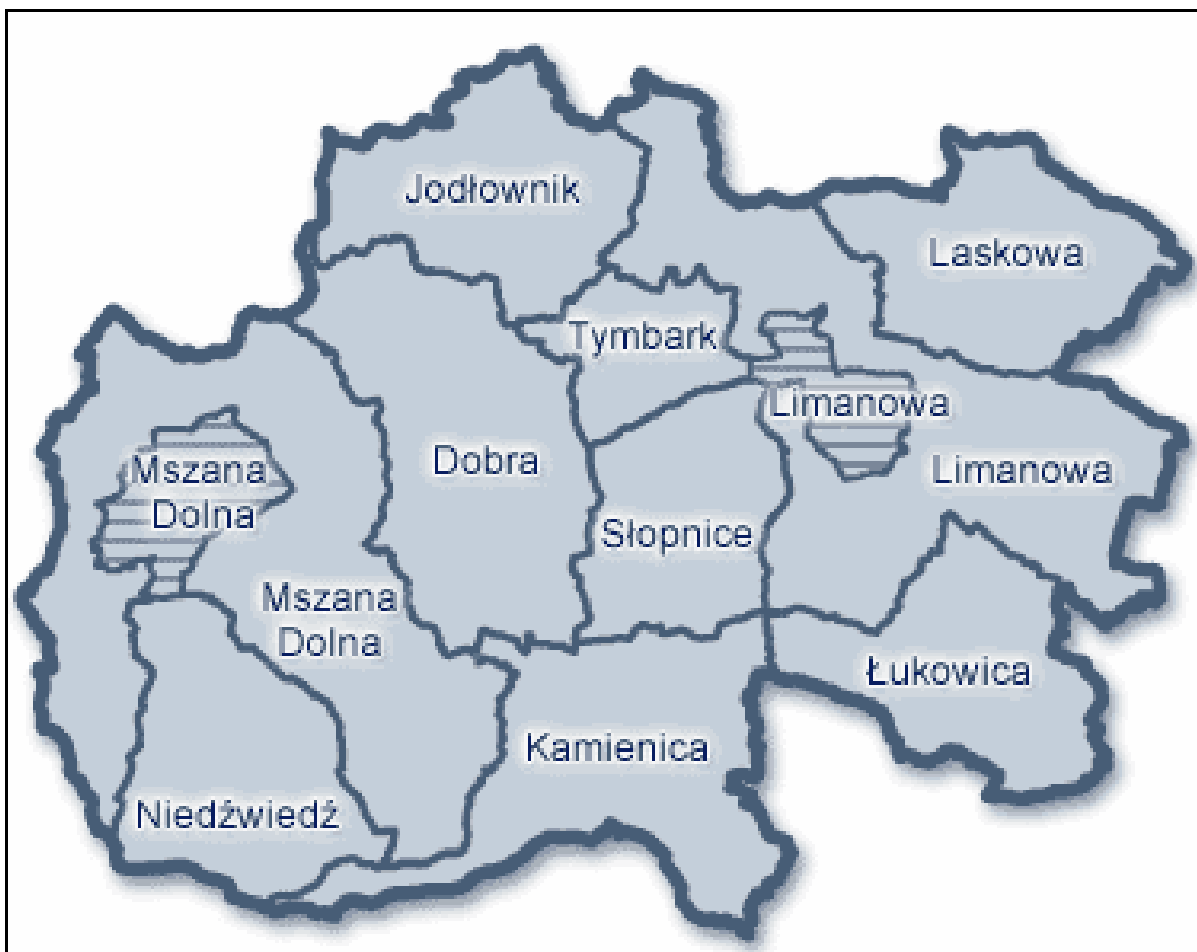 Jodłownik
Laskowa
Tymbark
Limanowa
Mszana
Dolna
Dobra
Limanowa
Słopnice
Mszana
Dolna
Łukowica
Kamienica
Niedźwiedź